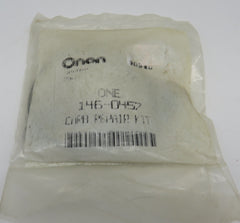 Onan
ONE
146-0457
CARB REPAIR KIT